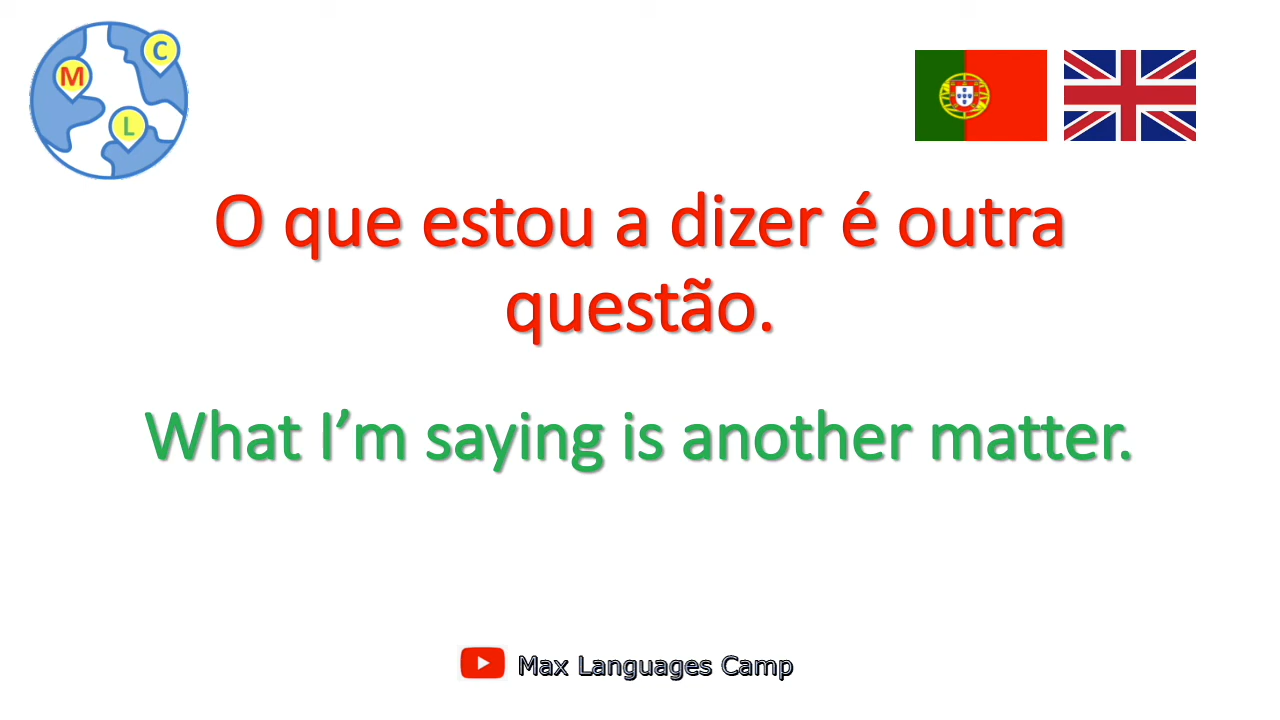 C
M
L
O que estou a dizer é outra
questão.
What I’m saying is another matter.
Max Languages Camp